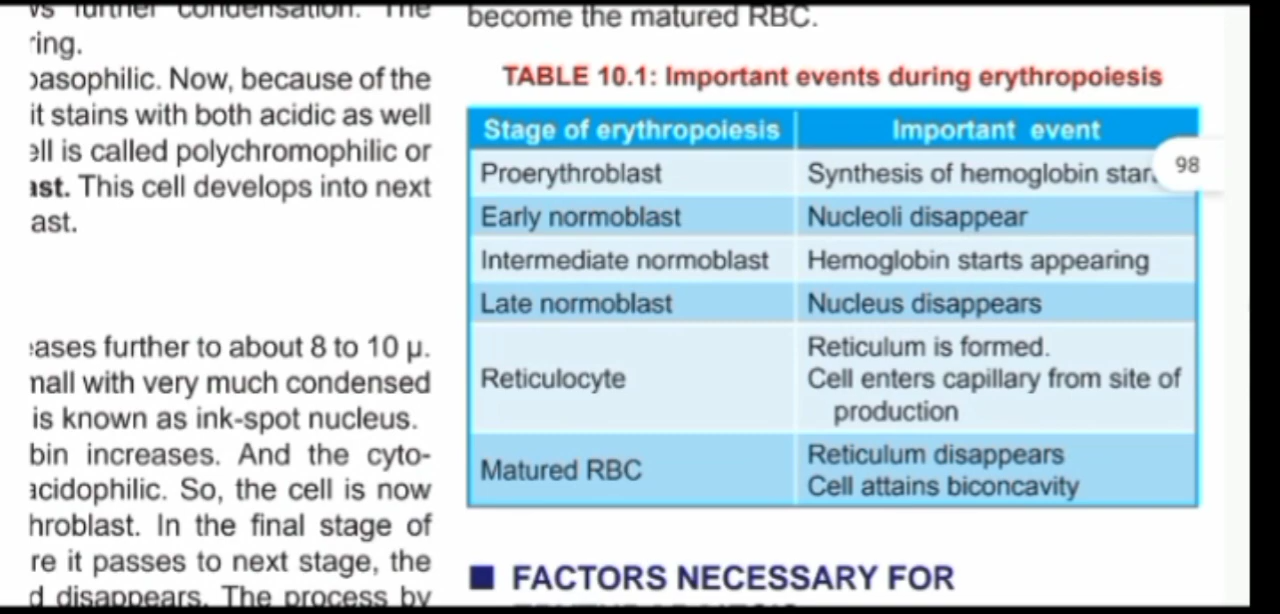 ring.
basophilic. Now, because of the
it stains with both acidic as well
ell is called polychromophilic or
ast. This cell develops into next
ast.
eases further to about 8 to 10 µ.
mall with very much condensed
is known as ink-spot nucleus.
bin increases. And the cyto-
acidophilic. So, the cell is now
hroblast. In the final stage of
re it passes to next stage, the
d disappears. The process by
become the matured RBC.
TABLE 10.1: Important events during erythropoiesis
Stage of erythropoiesis Important event
Proerythroblast Synthesis of hemoglobin star
98
Early normoblast Nucleoli disappear
Intermediate normoblast Hemoglobin starts appearing
Late normoblast Nucleus disappears
Reticulocyte Reticulum is formed.
Cell enters capillary from site of
production
Matured RBC Reticulum disappears
Cell attains biconcavity
■ FACTORS NECESSARY FOR